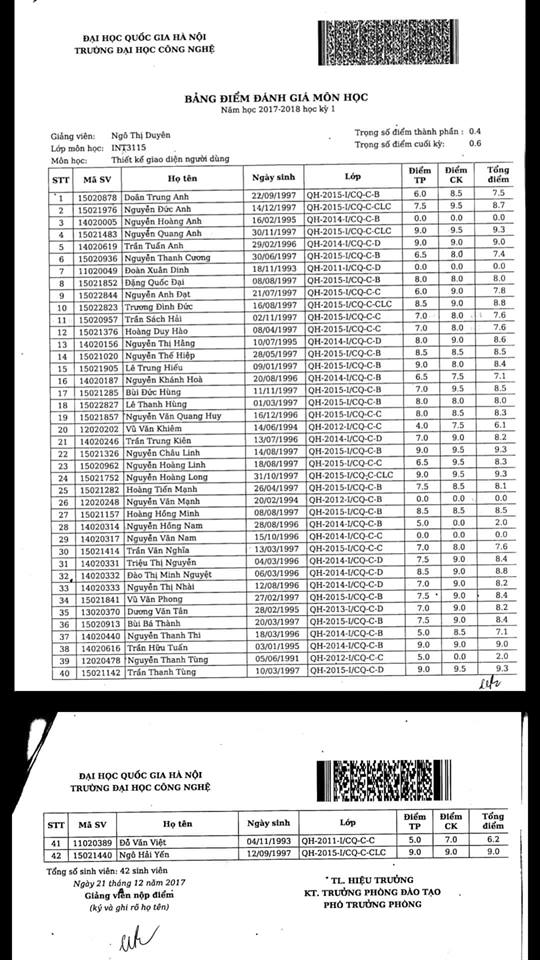 ĐẠI HỌC QUỐC GIA HÀ NỘI
TRƯỜNG ĐẠI HỌC CÔNG NGHỆ
BẢNG ĐIỂM ĐÁNH GIÁ MÔN HỌC
Năm học 2017-2018 học kỳ 1
Giảng viên: Ngô Thị Duyên Trọng số điểm thành phần : 0.4
Lớp môn học: INT3115 Trọng số điểm cuối kỳ: 0.6
Môn học: Thiết kế giao diện người dùng
STT Mã SV Họ tên Ngày sinh Lớp Điểm TP Điểm CK Tổng điểm
1 15020878 Doãn Trung Anh 22/09/1997 QH-2015-I/CQ-C-B 6.0 8.5 7.5
2 15021976 Nguyễn Đức Anh 14/12/1997 QH-2015-I/CQ-C-CLC 7.5 9.5 8.7
3 14020005 Nguyễn Hoàng Anh 16/02/1995 QH-2014-I/CQ-C-B 0.0 0.0 0.0
4 15021483 Nguyễn Quang Anh 30/11/1997 QH-2015-I/CQ-C-CLC 9.0 9.5 9.3
5 14020619 Trần Tuấn Anh 29/02/1996 QH-2014-I/CQ-C-D 9.0 9.0 9.0
6 15020936 Nguyễn Thanh Cương 30/06/1997 QH-2015-I/CQ-C-B 6.5 8.0 7.4
7 11020049 Đoàn Xuân Dinh 18/11/1993 QH-2011-I/CQ-C-D 0.0 0.0 0.0
8 15021852 Đặng Quốc Đại 08/08/1997 QH-2015-I/CQ-C-B 8.0 8.0 8.0
9 15022844 Nguyễn Anh Đạt 21/07/1997 QH-2015-I/CQ-C-C 6.0 9.0 7.8
10 15022823 Trương Đình Đức 16/08/1997 QH-2015-I/CQ-C-CLC 8.5 9.0 8.8
11 15020957 Trần Sách Hải 02/11/1997 QH-2015-I/CQ-C-C 7.0 8.0 7.6
12 15021376 Hoàng Duy Hào 08/04/1997 QH-2015-I/CQ-C-C 7.0 8.0 7.6
13 14020156 Nguyễn Thị Hằng 10/07/1995 QH-2014-I/CQ-C-D 8.0 9.0 8.6
14 15021020 Nguyễn Thế Hiệp 28/05/1997 QH-2015-I/CQ-C-B 8.5 8.5 8.5
15 15021905 Lê Trung Hiếu 09/01/1997 QH-2015-I/CQ-C-B 9.0 8.0 8.4
16 14020187 Nguyễn Khánh Hoà 20/08/1996 QH-2014-I/CQ-C-B 6.5 7.5 7.1
17 15021285 Bùi Đức Hùng 11/11/1997 QH-2015-I/CQ-C-B 7.0 9.5 8.5
18 15022827 Lê Thanh Hùng 01/03/1997 QH-2015-I/CQ-C-B 8.0 8.0 8.0
19 15021857 Nguyễn Văn Quang Huy 16/12/1996 QH-2015-I/CQ-C-C 8.0 8.5 8.3
20 12020202 Vũ Văn Khiêm 14/06/1994 QH-2012-I/CQ-C-C 4.0 7.5 6.1
21 14020246 Trần Trung Kiên 13/07/1996 QH-2014-I/CQ-C-D 7.0 9.0 8.2
22 15021326 Nguyễn Châu Linh 14/08/1997 QH-2015-I/CQ-C-B 9.0 9.5 9.3
23 15020962 Nguyễn Hoàng Linh 18/08/1997 QH-2015-I/CQ-C-C 6.5 9.5 8.3
24 15021752 Nguyễn Hoàng Long 31/10/1997 QH-2015-I/CQ-C-CLC 9.0 9.5 9.3
25 15021282 Hoàng Tiến Mạnh 26/04/1997 QH-2015-I/CQ-C-B 7.5 8.5 8.1
26 12020248 Nguyễn Văn Mạnh 20/02/1994 QH-2012-I/CQ-C-B 0.0 0.0 0.0
27 15021157 Hoàng Hồng Minh 08/08/1997 QH-2015-I/CQ-C-B 8.5 8.5 8.5
28 14020314 Nguyễn Hồng Nam 28/08/1996 QH-2014-I/CQ-C-B 5.0 0.0 2.0
29 14020317 Nguyễn Văn Nam 15/10/1996 QH-2014-I/CQ-C-C 0.0 0.0 0.0
30 15021414 Trần Văn Nghĩa 13/03/1997 QH-2015-I/CQ-C-C 7.0 8.0 7.6
31 14020331 Triệu Thị Nguyễn 04/03/1996 QH-2014-I/CQ-C-D 7.5 9.0 8.4
32 14020332 Đào Thị Minh Nguyệt 06/03/1996 QH-2014-I/CQ-C-D 8.5 9.0 8.8
33 14020333 Nguyễn Thị Nhài 12/08/1996 QH-2014-I/CQ-C-D 7.0 9.0 8.2
34 15021841 Vũ Văn Phong 27/02/1997 QH-2015-I/CQ-C-B 7.5 9.0 8.4
35 13020370 Dương Văn Tân 28/02/1995 QH-2013-I/CQ-C-D 7.0 9.0 8.2
36 15020913 Bùi Bá Thành 20/03/1997 QH-2015-I/CQ-C-B 7.5 9.0 8.4
37 14020440 Nguyễn Thanh Thi 18/03/1996 QH-2014-I/CQ-C-B 5.0 8.5 7.1
38 14020616 Trần Hữu Tuấn 03/01/1995 QH-2014-I/CQ-C-B 9.0 9.0 9.0
39 12020478 Nguyễn Thanh Tùng 05/06/1991 QH-2012-I/CQ-C-C 5.0 0.0 2.0
40 15021142 Trần Thanh Tùng 10/03/1997 QH-2015-I/CQ-C-D 9.0 9.5 9.3
ĐẠI HỌC QUỐC GIA HÀ NỘI
TRƯỜNG ĐẠI HỌC CÔNG NGHỆ
STT Mã SV Họ tên Ngày sinh Lớp Điểm TP Điểm CK Tổng điểm
41 11020389 Đỗ Văn Việt 04/11/1993 QH-2011-I/CQ-C-C 5.0 7.0 6.2
42 15021440 Ngô Hải Yến 12/09/1997 QH-2015-I/CQ-C-CLC 9.0 9.0 9.0
Tổng số sinh viên: 42 sinh viên
Ngày 21 tháng 12 năm 2017
Giảng viên nộp điểm
(ký và ghi rõ họ tên)
TL. HIỆU TRƯỞNG
KT. TRƯỞNG PHÒNG ĐÀO TẠO
PHÓ TRƯỞNG PHÒNG